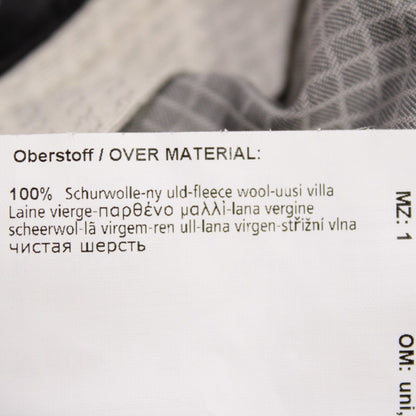 Oberstoff / OVER MATERIAL:
100% Schurwolle-ny uld-fleece wool-uusi villa
Laine vierge-παρθένο μαλλί-lana vergine
scheerwol-lã virgem-ren ull-lana virgen-střižní vlna
чистая шерсть
MZ: 1
OM: uni,